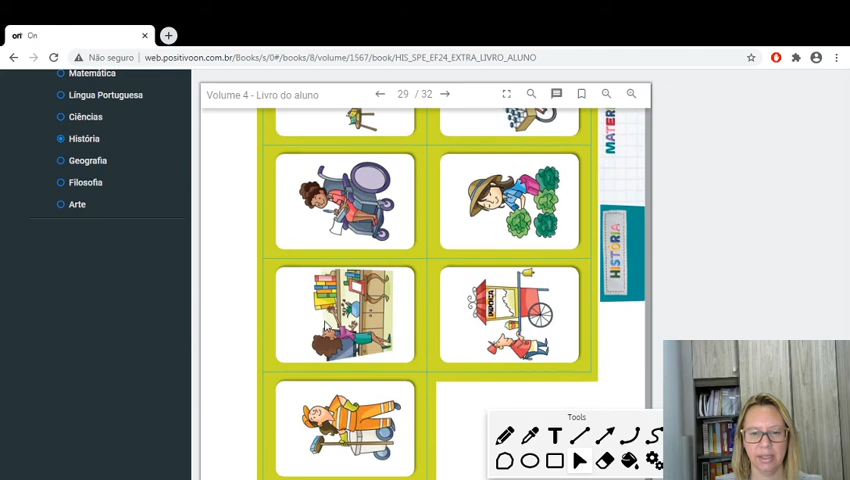 On
Não seguro
web.positivoon.com.br/Books/s/0#/books/8/volume/1567/book/HIS_SPE_EF24_EXTRA_LIVRO_ALUNO
Matemática
Língua Portuguesa
Ciências
História
Geografia
Filosofia
Arte
Volume 4 - Livro do aluno
29 / 32
MATERI
HISTÓRIA
PIPOCA
Tools
T